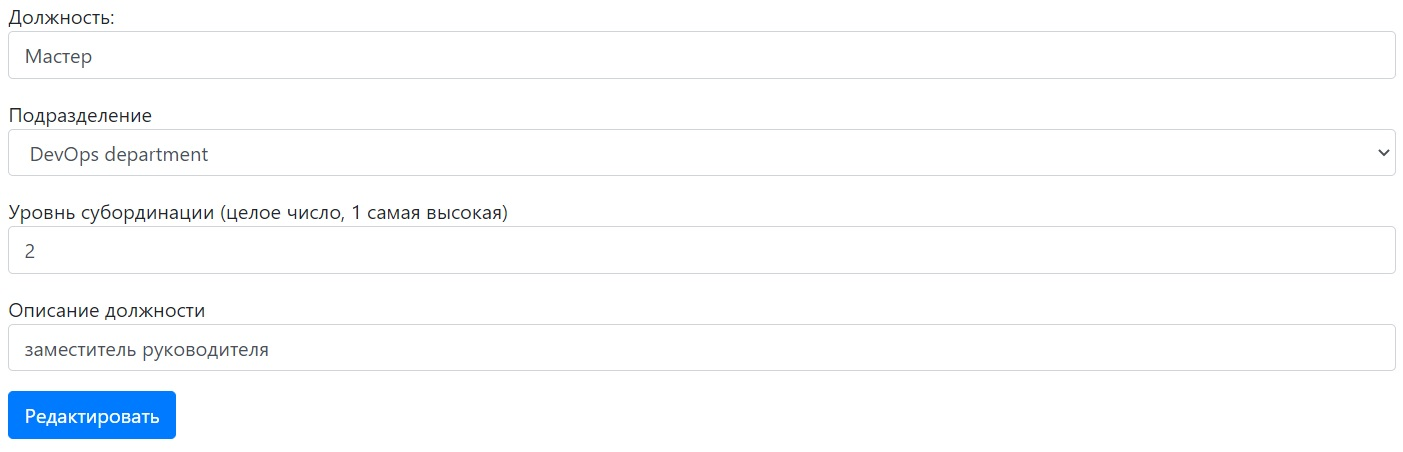 Должность:
Мастер
Подразделение
DevOps department
Уровнь субординации (целое число, 1 самая высокая)
2
Описание должности
заместитель руководителя
Редактировать